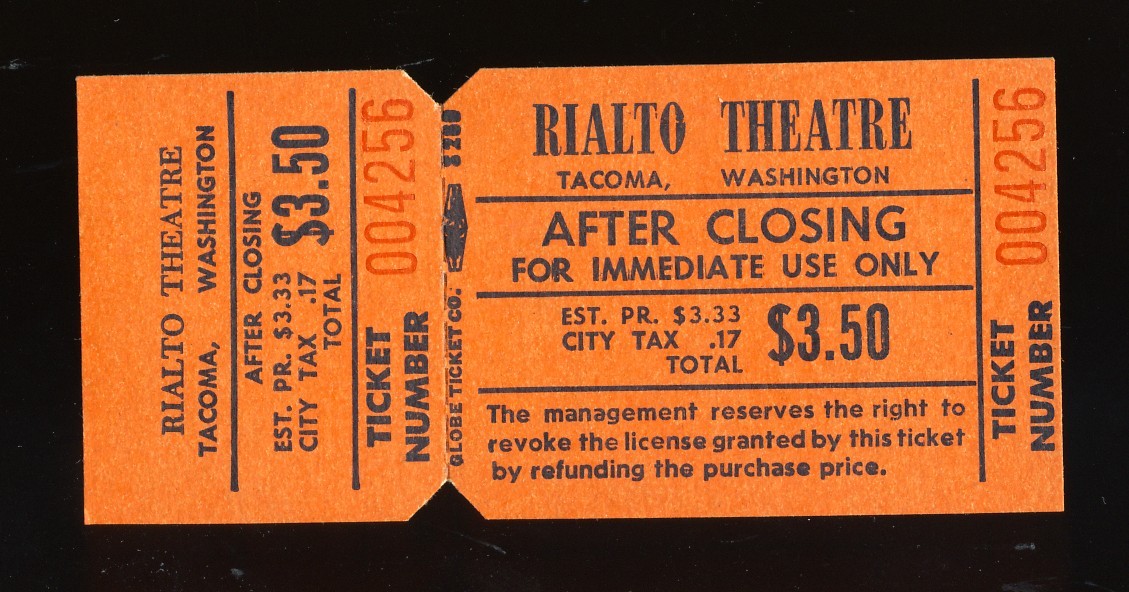 RIALTO THEATRE
TACOMA, WASHINGTON
AFTER CLOSING
EST. PR. $3.33
CITY TAX .17
TOTAL
$3.50
TICKET
NUMBER
004256
GLOBE TICKET CO.
RIALTO THEATRE
TACOMA, WASHINGTON
AFTER CLOSING
FOR IMMEDIATE USE ONLY
EST. PR. $3.33
CITY TAX .17
TOTAL
$3.50
The management reserves the right to
revoke the license granted by this ticket
by refunding the purchase price.
TICKET
NUMBER
004256